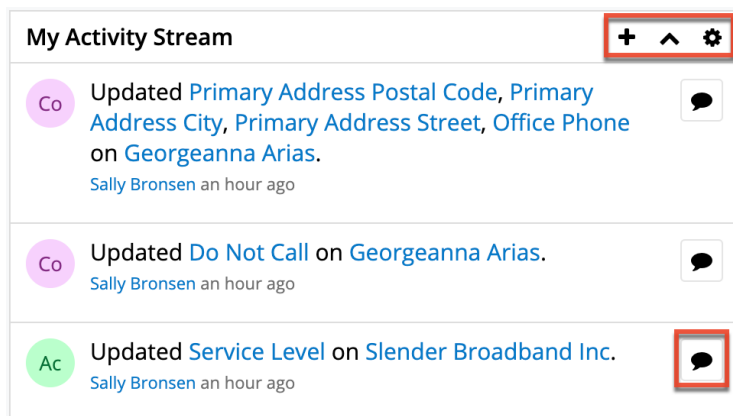 My Activity Stream
Co
Updated Primary Address Postal Code, Primary
Address City, Primary Address Street, Office Phone
on Georgeanna Arias.
Sally Bronsen an hour ago
Co
Updated Do Not Call on Georgeanna Arias.
Sally Bronsen an hour ago
Ac
Updated Service Level on Slender Broadband Inc.
Sally Bronsen an hour ago